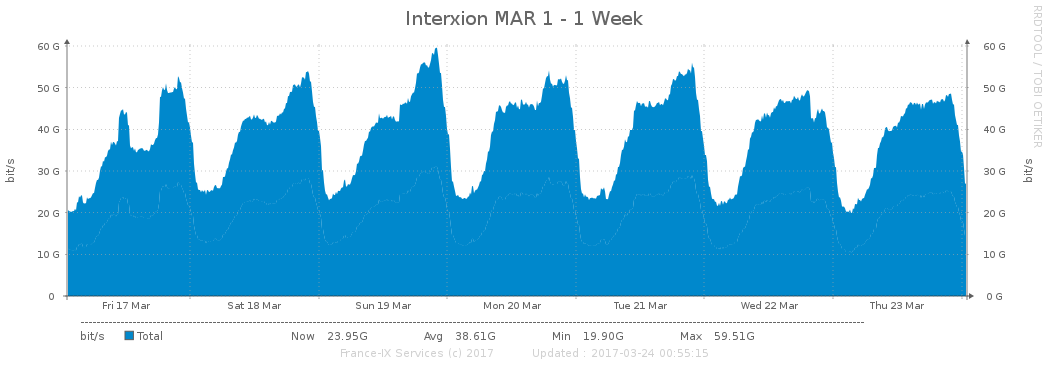 Interxion MAR 1 - 1 Week
RRDTOOL / TOBI OETIKER
60 G 60 G
50 G 50 G
40 G 40 G
30 G 30 G
20 G 20 G
10 G 10 G
0 0 G
bit/s
bit/s
Fri 17 Mar Sat 18 Mar Sun 19 Mar Mon 20 Mar Tue 21 Mar Wed 22 Mar Thu 23 Mar
bit/s Total Now 23.95G Avg 38.61G Min 19.90G Max 59.51G
France-IX Services (c) 2017 Updated : 2017-03-24 00:55:15